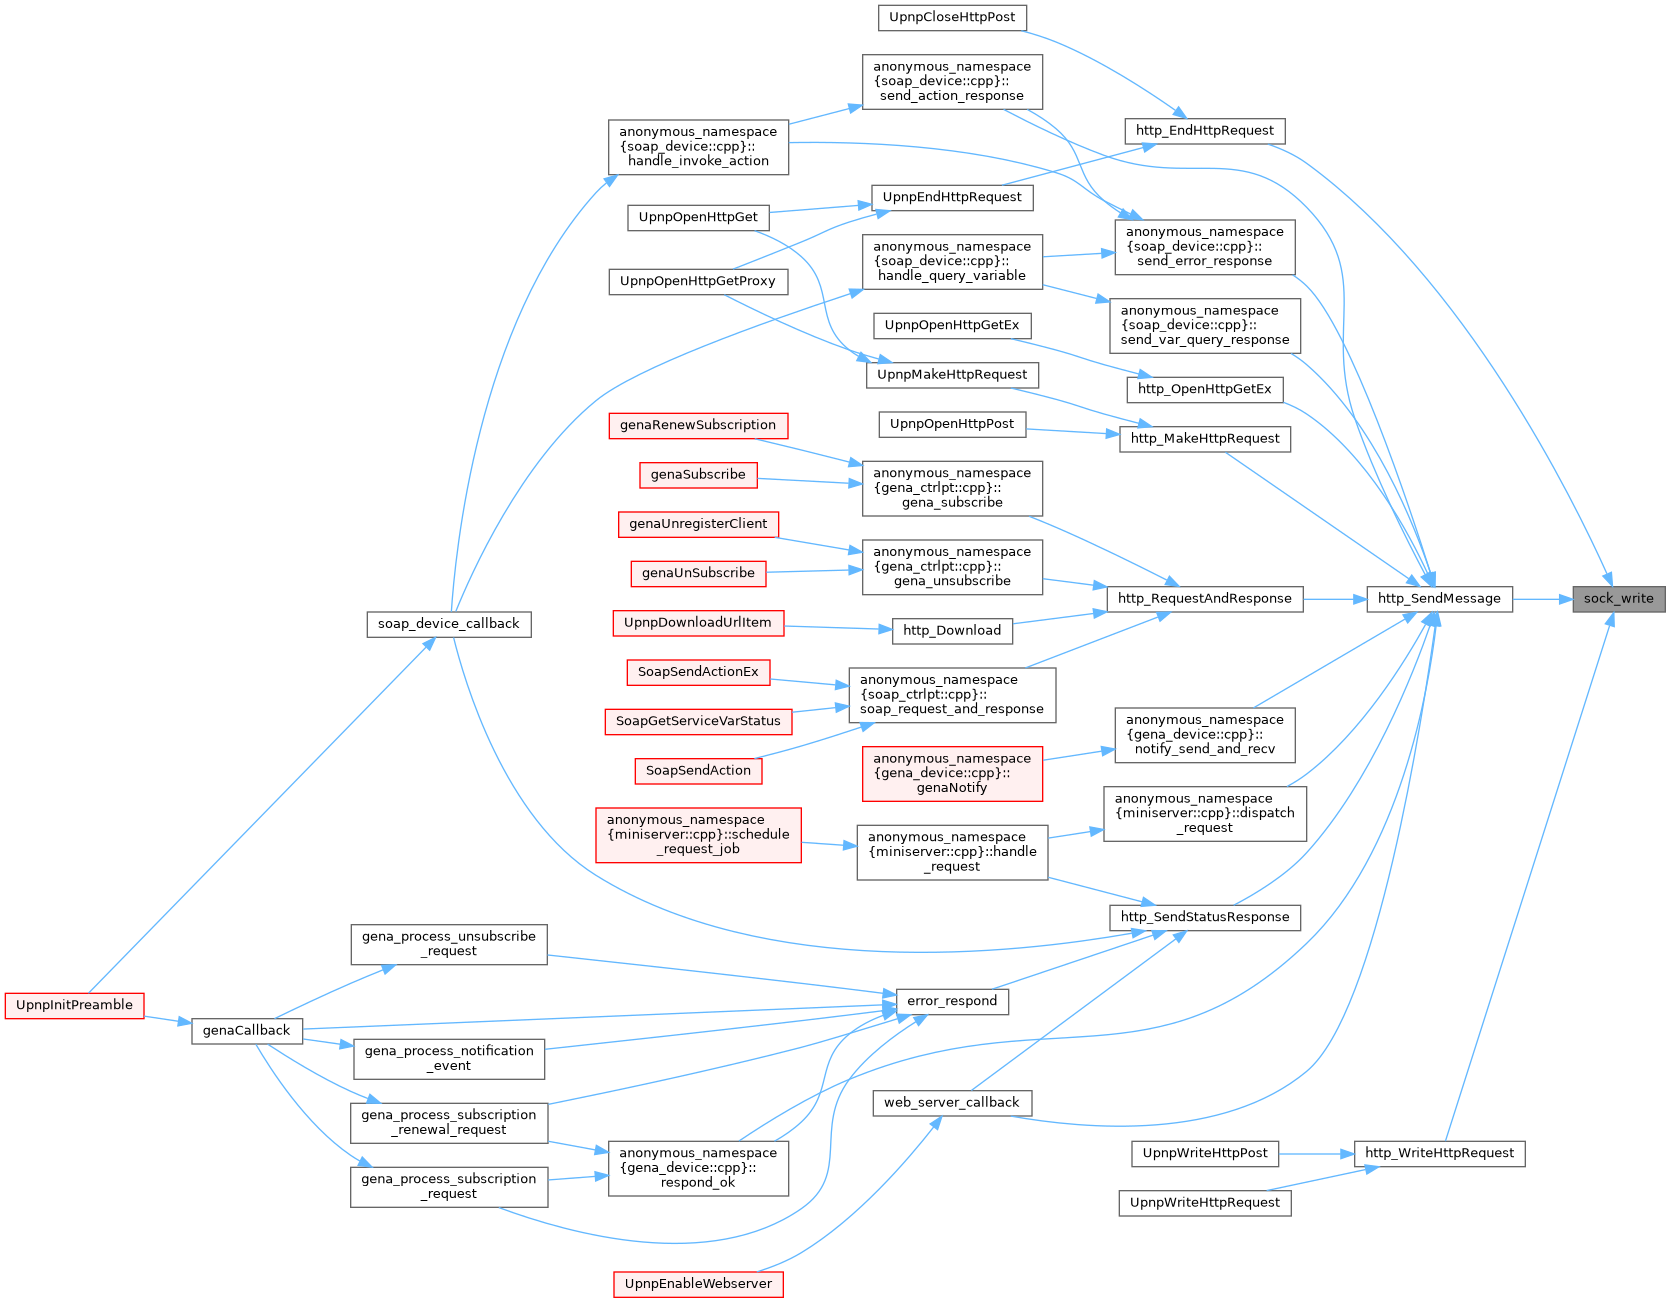 UpnpCloseHttpPost
anonymous_namespace
{soap_device::cpp}::
send_action_response
http_EndHttpRequest
anonymous_namespace
{soap_device::cpp}::
handle_invoke_action
UpnpEndHttpRequest
UpnpOpenHttpGet
anonymous_namespace
{soap_device::cpp}::
send_error_response
anonymous_namespace
{soap_device::cpp}::
handle_query_variable
UpnpOpenHttpGetProxy
anonymous_namespace
{soap_device::cpp}::
send_var_query_response
UpnpOpenHttpGetEx
UpnpMakeHttpRequest
http_OpenHttpGetEx
genaRenewSubscription
UpnpOpenHttpPost
http_MakeHttpRequest
genaSubscribe
anonymous_namespace
{gena_ctrlpt::cpp}::
gena_subscribe
genaUnregisterClient
anonymous_namespace
{gena_ctrlpt::cpp}::
gena_unsubscribe
genaUnSubscribe
http_RequestAndResponse
http_SendMessage
sock_write
soap_device_callback
UpnpDownloadUrlItem
http_Download
SoapSendActionEx
anonymous_namespace
{soap_ctrlpt::cpp}::
soap_request_and_response
SoapGetServiceVarStatus
anonymous_namespace
{gena_device::cpp}::
notify_send_and_recv
SoapSendAction
anonymous_namespace
{gena_device::cpp}::
genaNotify
anonymous_namespace
{miniserver::cpp}::dispatch
_request
anonymous_namespace
{miniserver::cpp}::schedule
_request_job
anonymous_namespace
{miniserver::cpp}::handle
_request
http_SendStatusResponse
gena_process_unsubscribe
_request
UpnpInitPreamble
error_respond
genaCallback
gena_process_notification
_event
web_server_callback
gena_process_subscription
_renewal_request
anonymous_namespace
{gena_device::cpp}::
respond_ok
UpnpWriteHttpPost
http_WriteHttpRequest
gena_process_subscription
_request
UpnpWriteHttpRequest
UpnpEnableWebserver